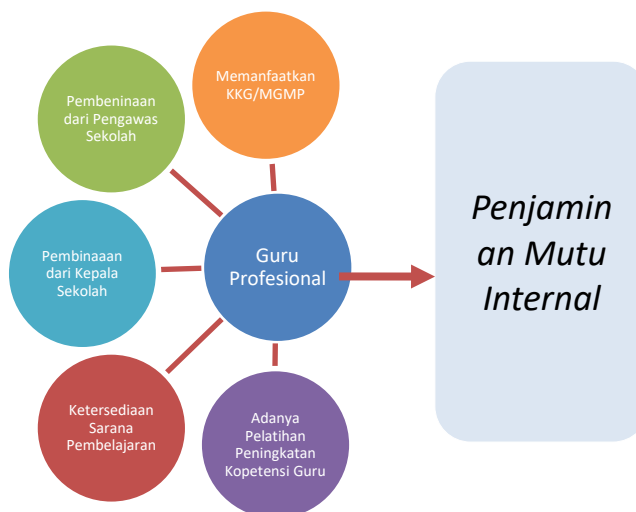 Memanfaatkan
KKG/MGMP
Pembeninaan
dari Pengawas
Sekolah
Pembinaaan
dari Kepala
Sekolah
Guru
Profesional
Penjamin
an Mutu
Internal
Ketersediaan
Sarana
Pembelajaran
Adanya
Pelatihan
Peningkatan
Kopetensi Guru